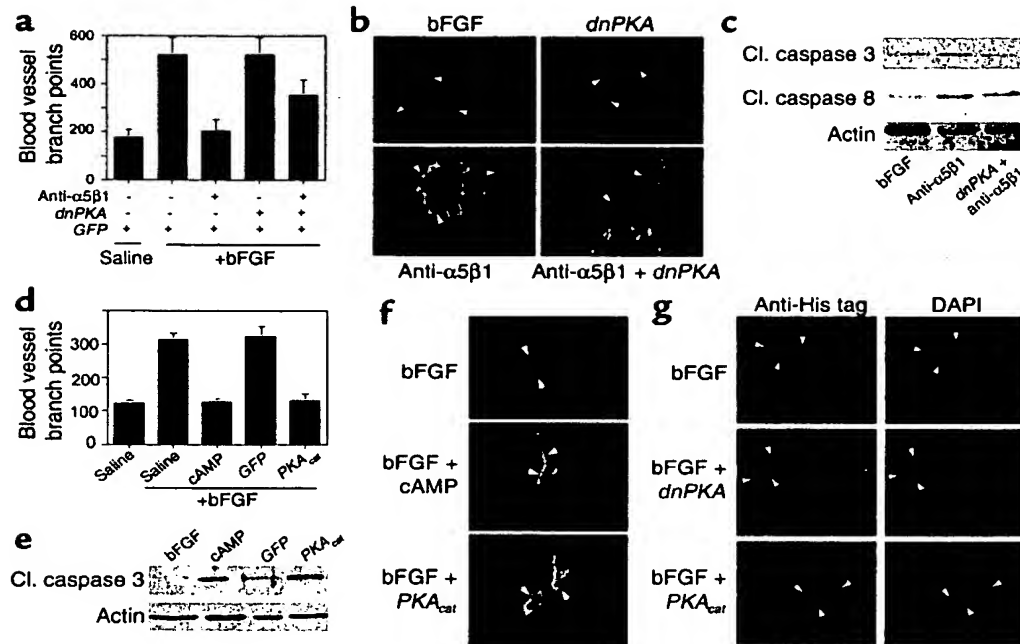 a
Blood vessel
branch points
600
400
200
0
Anti-α5β1 - - + - +
dnPKA - - - + +
GFP + + + + +
Saline +bFGF
b
bFGF dnPKA
Anti-α5β1 Anti-α5β1 + dnPKA
c
Cl. caspase 3
Cl. caspase 8
Actin
bFGF
Anti-α5β1
dnPKA +
anti-α5β1
d
Blood vessel
branch points
300
200
100
0
Saline Saline cAMP GFP PKAcat
+bFGF
e
bFGF cAMP GFP PKAcat
Cl. caspase 3
Actin
f
bFGF
bFGF +
cAMP
bFGF +
PKAcat
g
Anti-His tag DAPI
bFGF
bFGF +
dnPKA
bFGF +
PKAcat